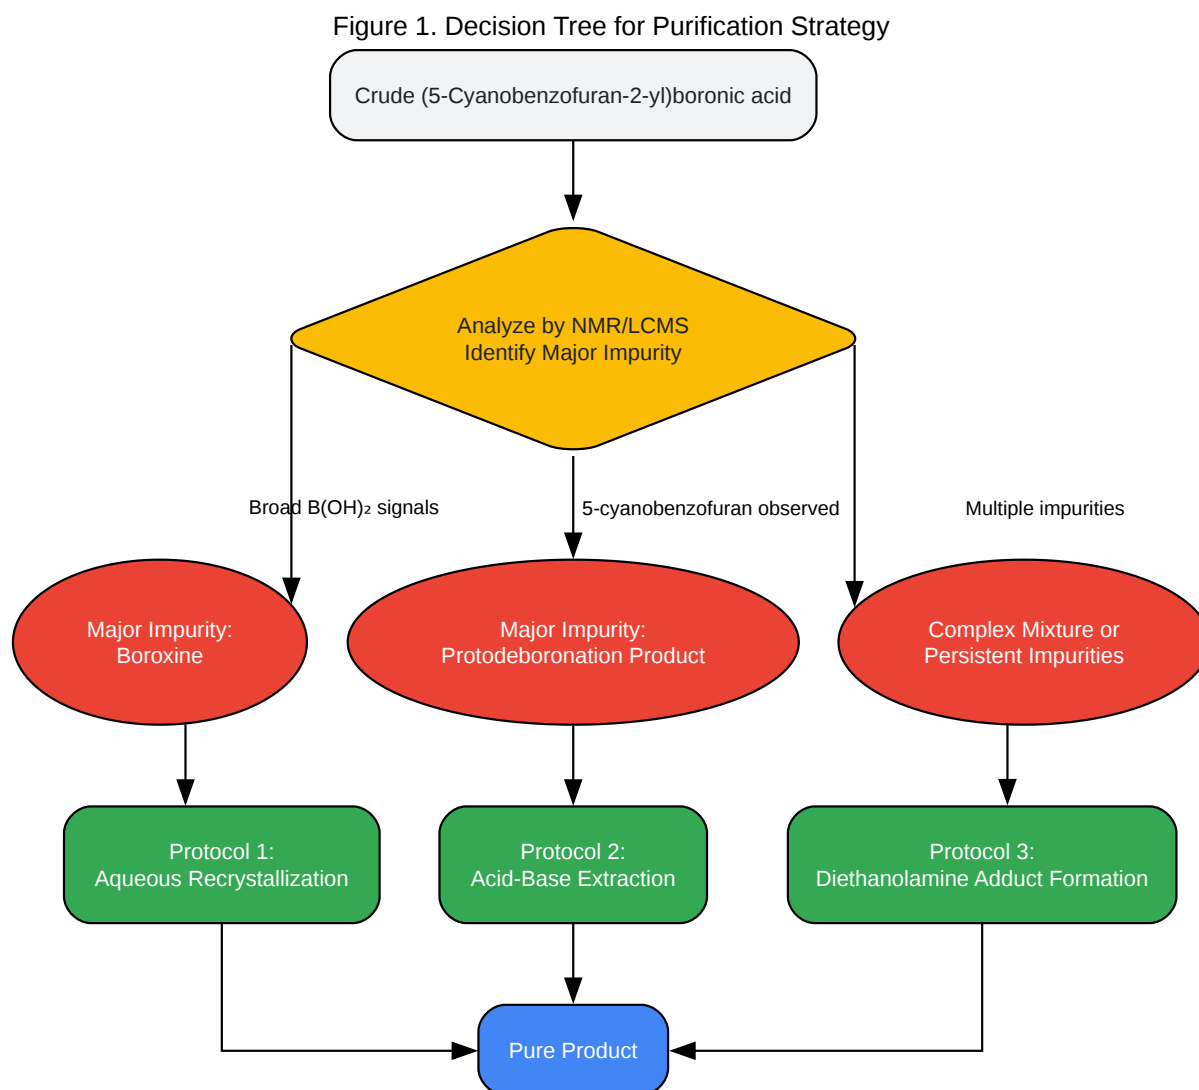 Figure 1. Decision Tree for Purification Strategy
Crude (5-Cyanobenzofuran-2-yl)boronic acid
Analyze by NMR/LCMS
Identify Major Impurity
Broad B(OH)₂ signals
5-cyanobenzofuran observed
Multiple impurities
Major Impurity:
Boroxine
Major Impurity:
Protodeboronation Product
Complex Mixture or
Persistent Impurities
Protocol 1:
Aqueous Recrystallization
Protocol 2:
Acid-Base Extraction
Protocol 3:
Diethanolamine Adduct Formation
Pure Product